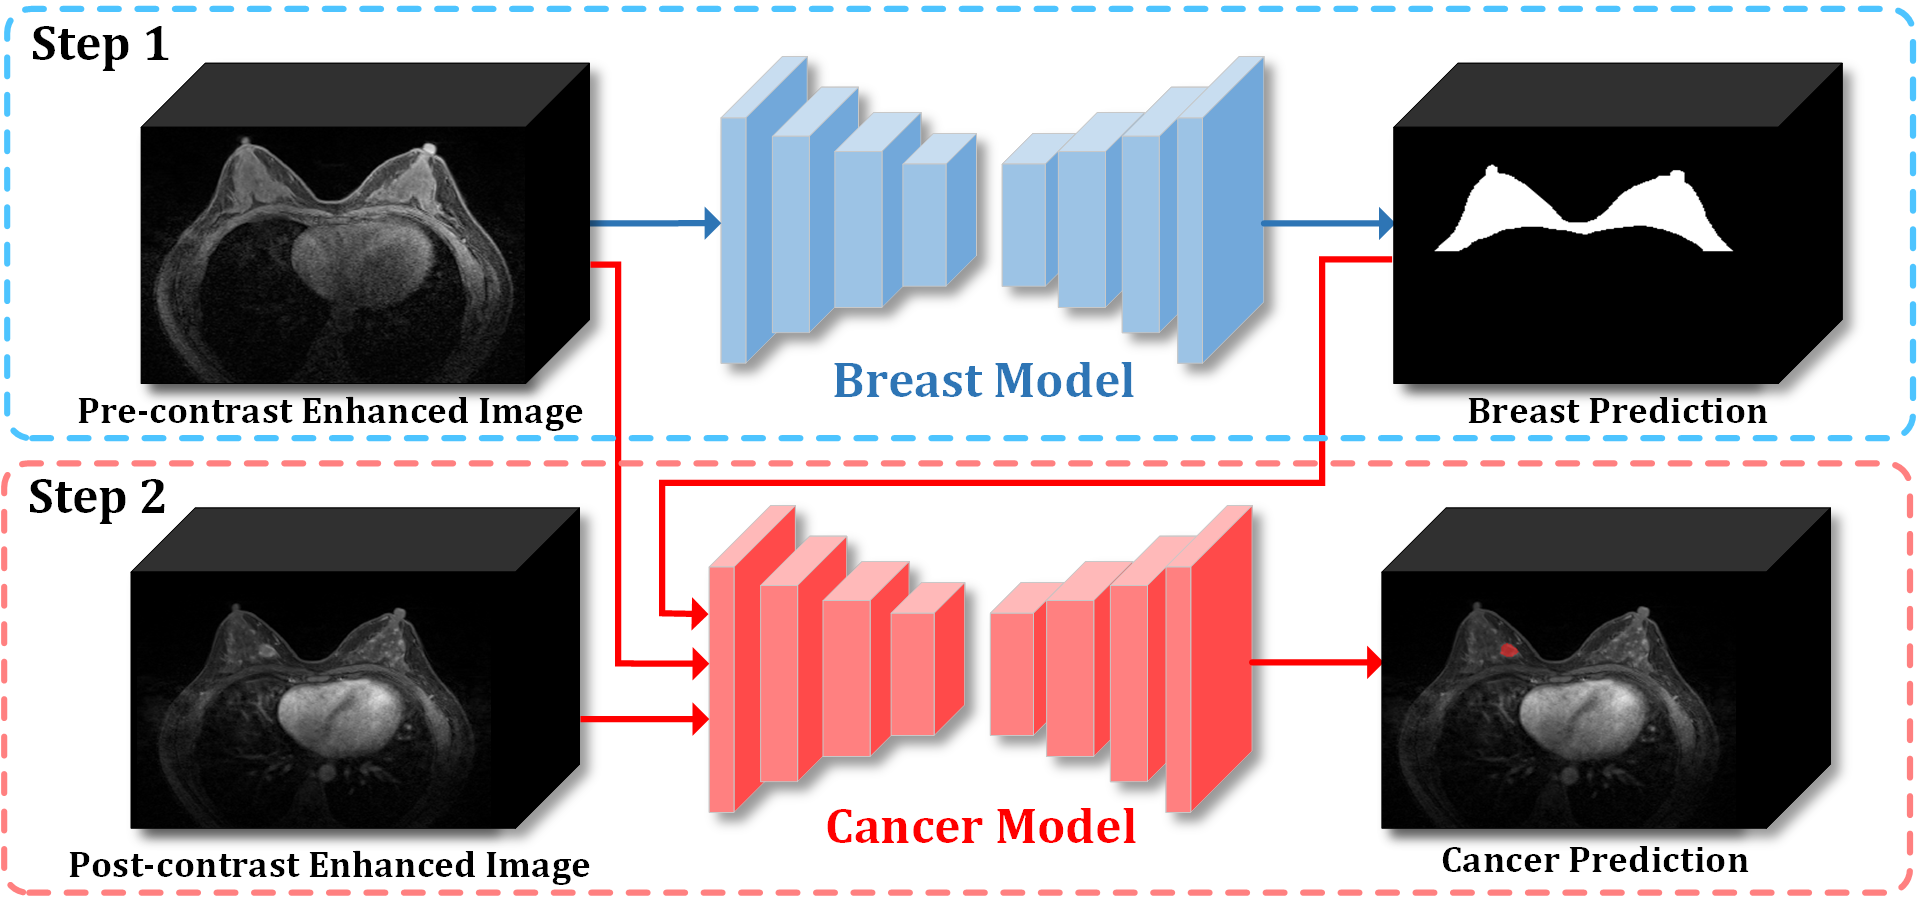 Step 1
Breast Model
Pre-contrast Enhanced Image
Breast Prediction
Step 2
Cancer Model
Post-contrast Enhanced Image
Cancer Prediction